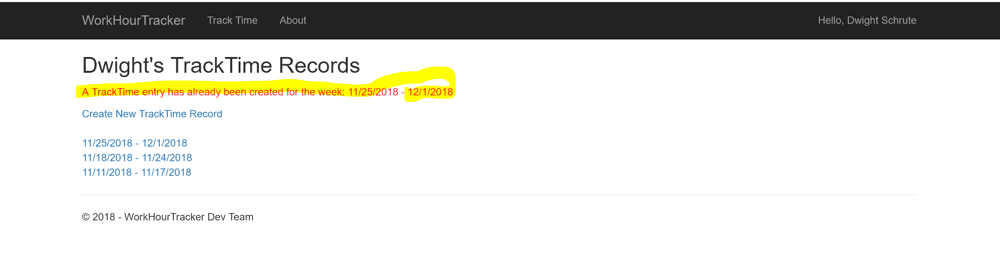 WorkHourTracker Track Time About Hello, Dwight Schrute
Dwight's TrackTime Records
A TrackTime entry has already been created for the week: 11/25/2018 - 12/1/2018
Create New TrackTime Record
11/25/2018 - 12/1/2018
11/18/2018 - 11/24/2018
11/11/2018 - 11/17/2018
© 2018 - WorkHourTracker Dev Team